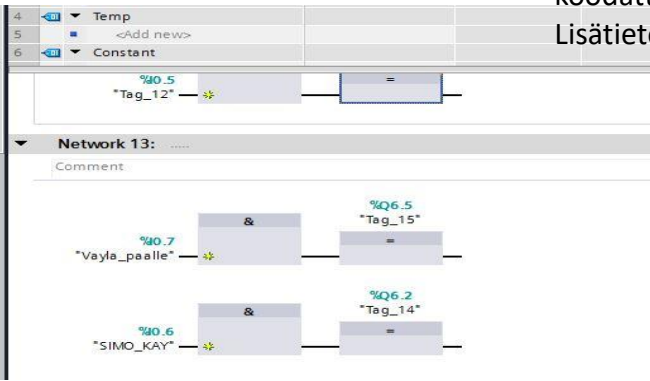 4 Temp
5 <Add new>
6 Constant
Lisätiet
%I0.5
"Tag_12"
=
Network 13: .....
Comment
%Q6.5
"Tag_15"
&
=
%I0.7
"Vayla_paalle"
%Q6.2
"Tag_14"
&
=
%I0.6
"SIMO_KAY"